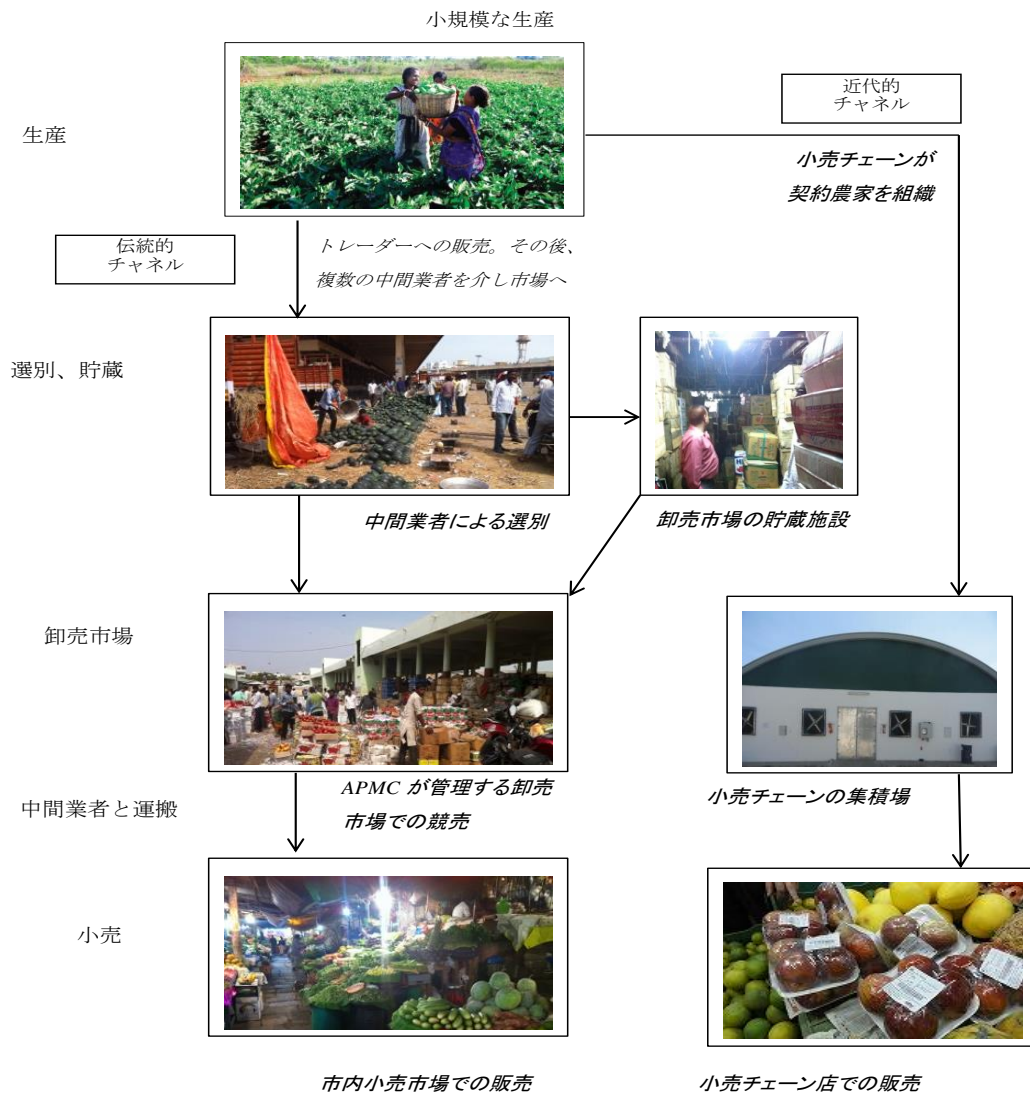 小規模な生産
近代的
チャネル
生産
小売チェーンが
契約農家を組織
伝統的
チャネル
トレーダーへの販売。その後、
複数の中間業者を介し市場へ
選別、貯蔵
中間業者による選別
卸売市場の貯蔵施設
卸売市場
APMC が管理する卸売
市場での競売
小売チェーンの集積場
中間業者と運搬
小売
市内小売市場での販売
小売チェーン店での販売